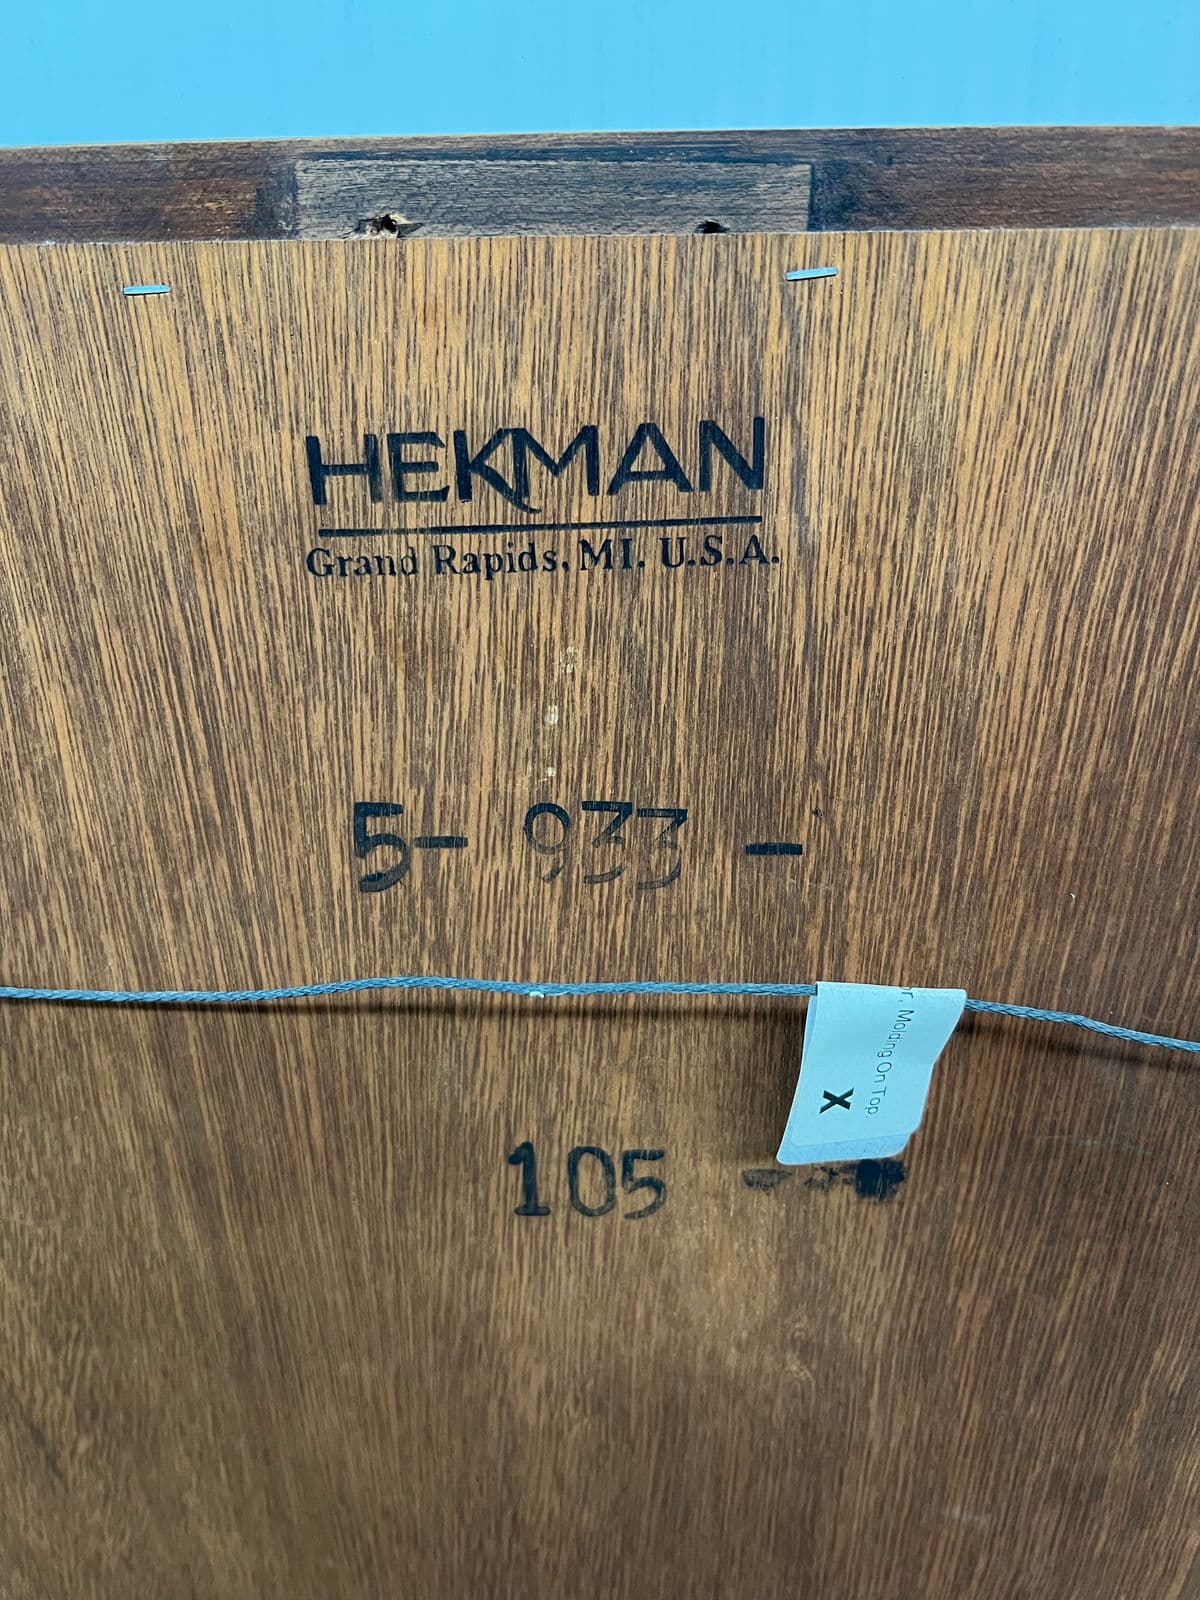 HEKMAN
Grand Rapids, MI. U.S.A.
5- 933 -
r, Molding On Top.
X
105